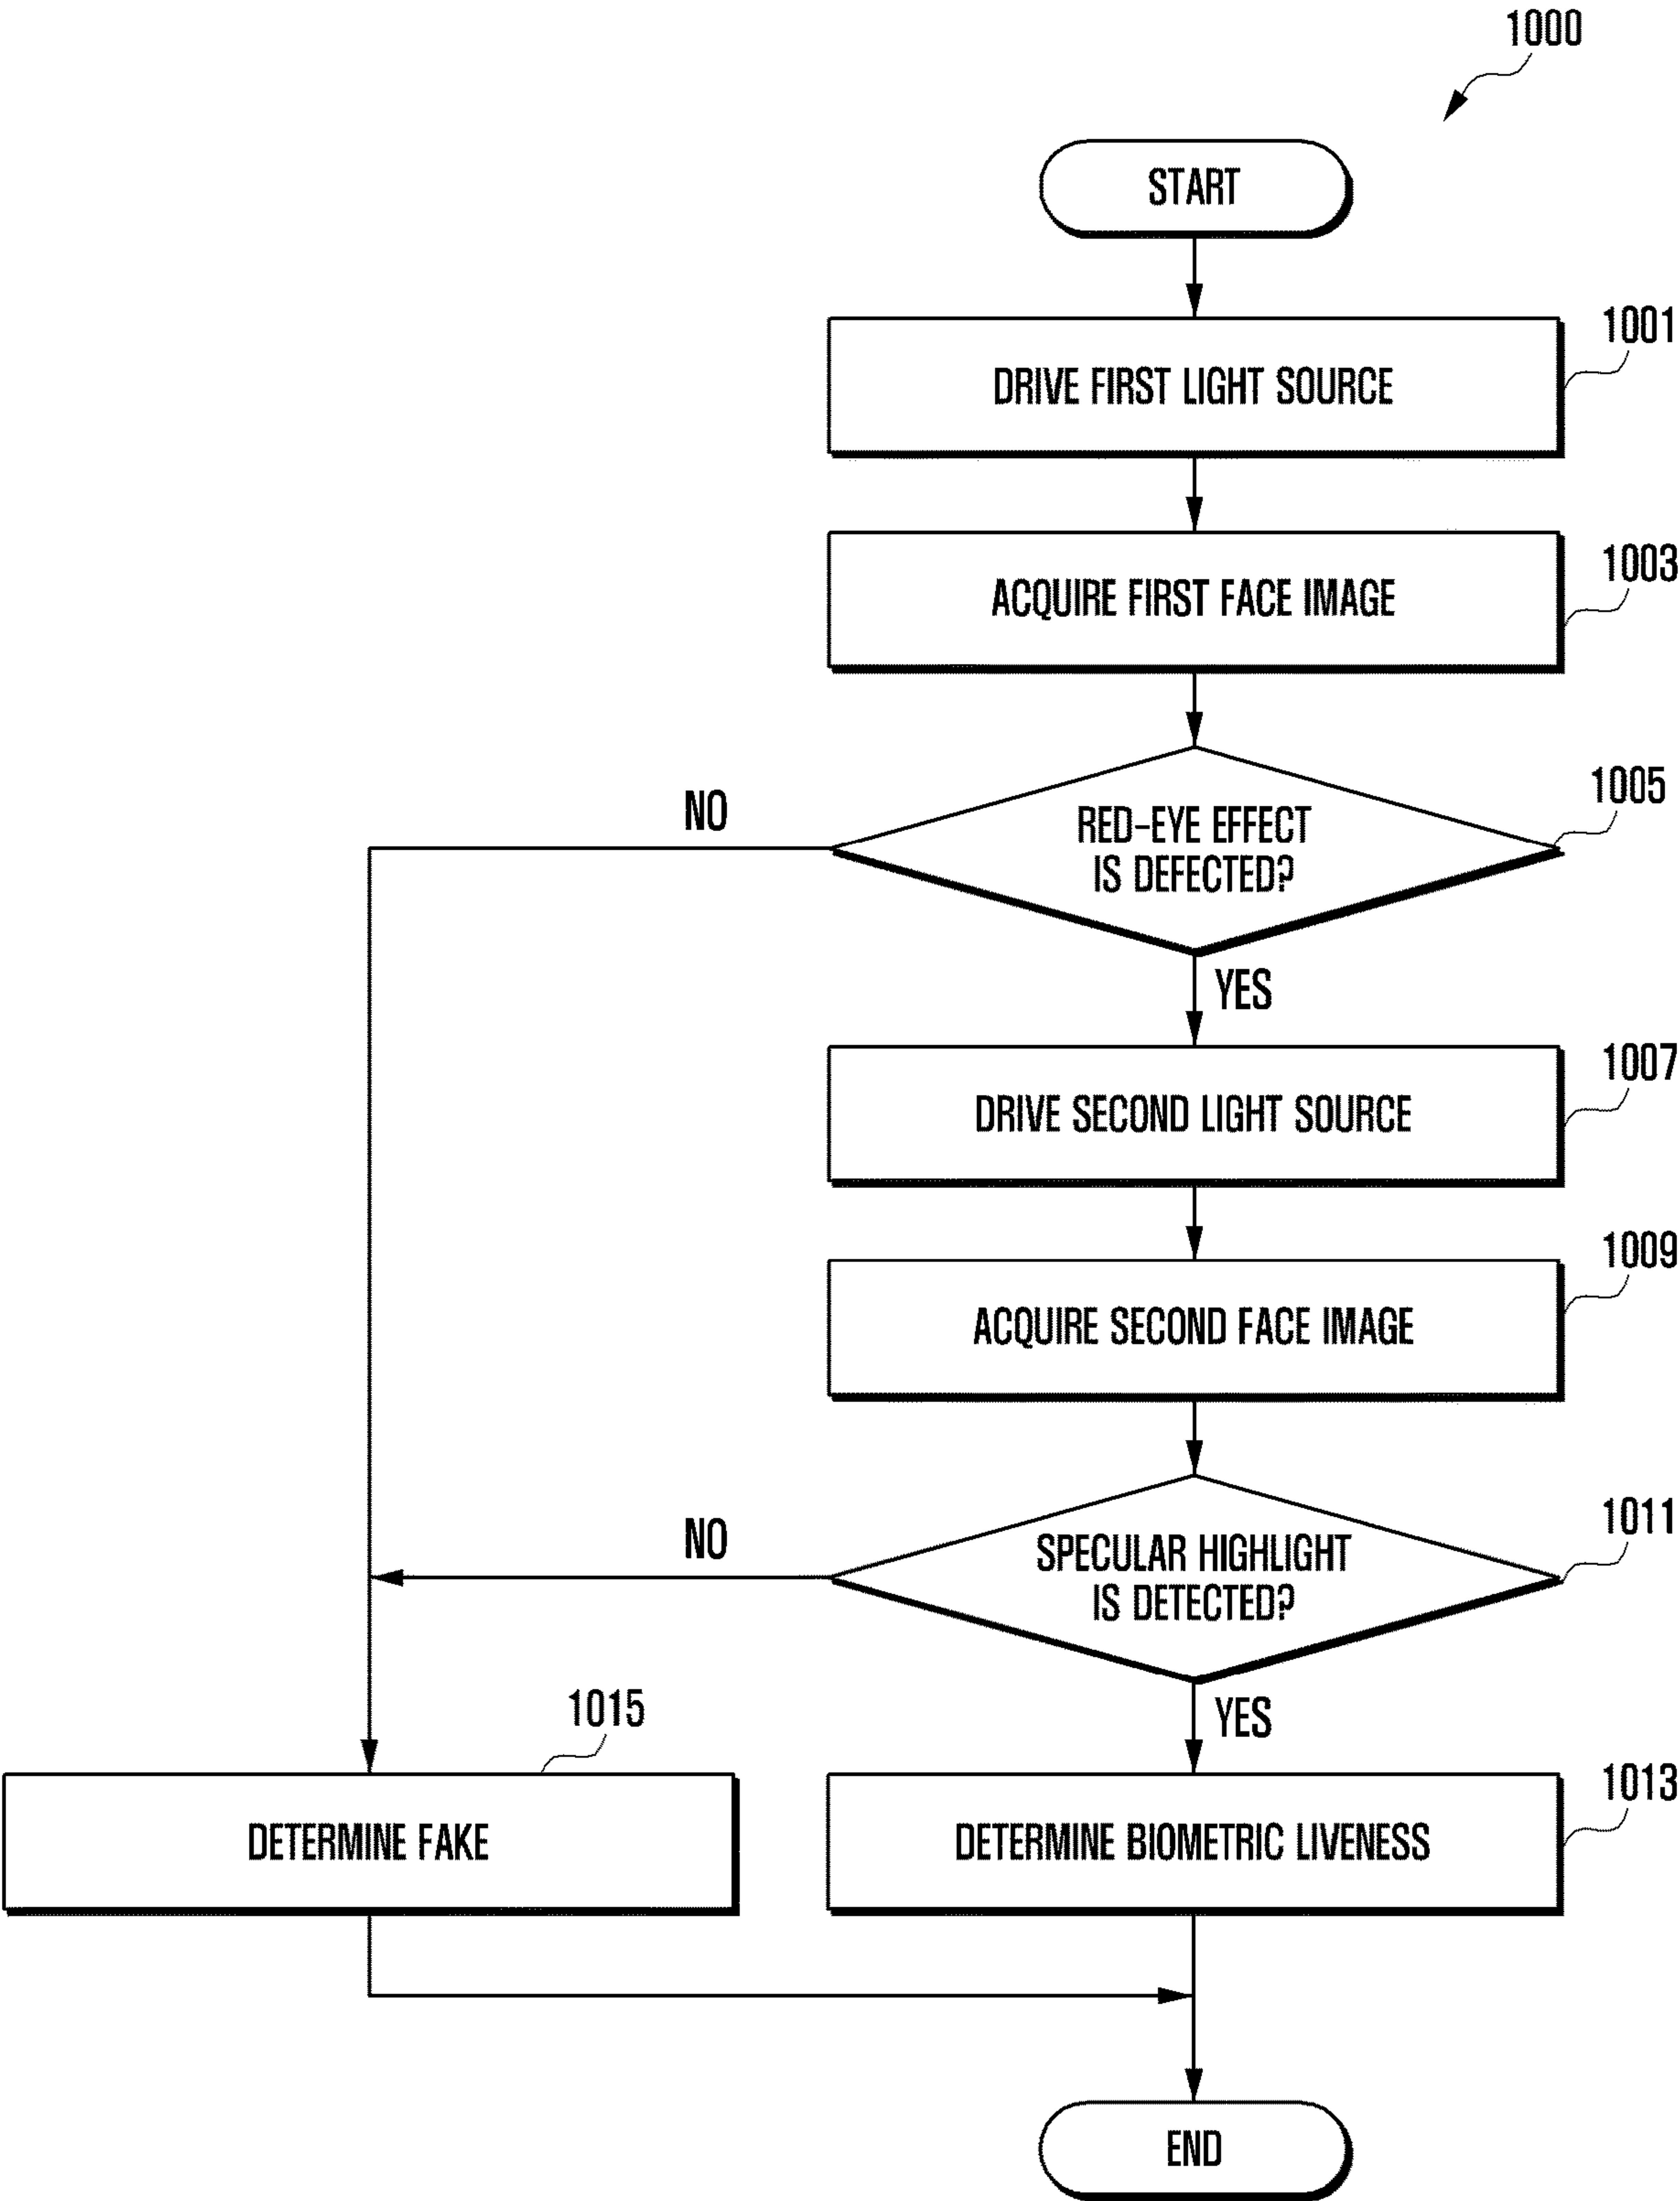 1000
START
1001
DRIVE FIRST LIGHT SOURCE
1003
ACQUIRE FIRST FACE IMAGE
1005
NO
RED-EYE EFFECT
IS DEFECTED?
YES
1007
DRIVE SECOND LIGHT SOURCE
1009
ACQUIRE SECOND FACE IMAGE
1011
NO
SPECULAR HIGHLIGHT
IS DETECTED?
YES
1015
1013
DETERMINE FAKE
DETERMINE BIOMETRIC LIVENESS
END